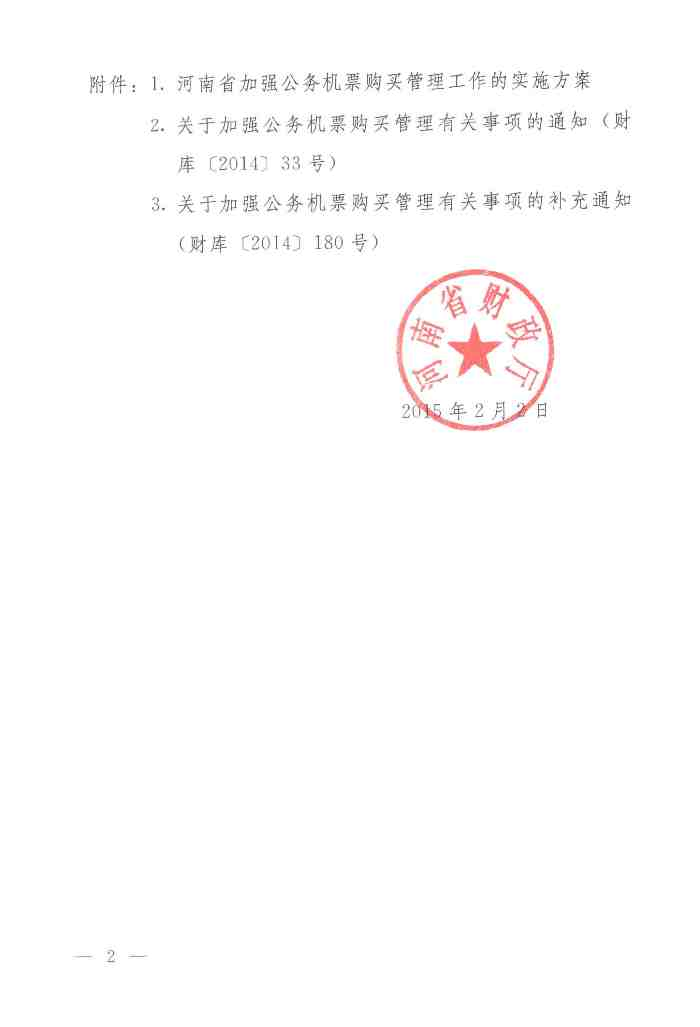 附件：1. 河南省加强公务机票购买管理工作的实施方案
2. 关于加强公务机票购买管理有关事项的通知（财
库〔2014〕33 号）
3. 关于加强公务机票购买管理有关事项的补充通知
（财库〔2014〕180 号）
河南省财政厅
2015 年 2 月 2 日
— 2 —